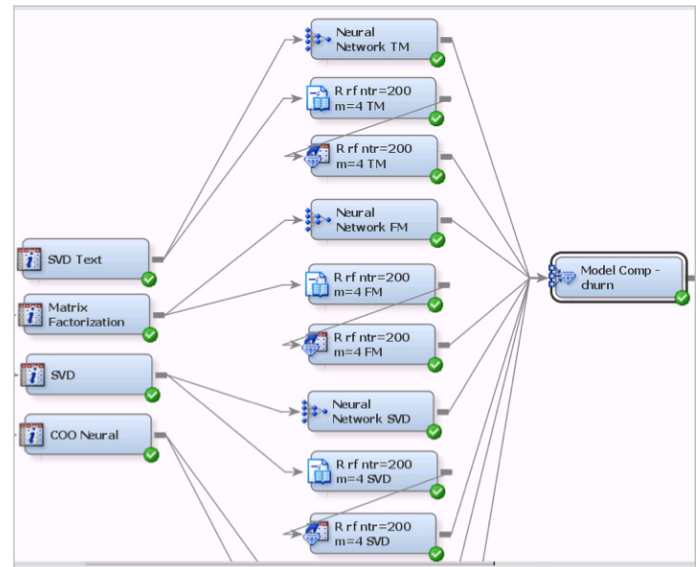 Neural
Network TM
R rf ntr=200
m=4 TM
R rf ntr=200
m=4 TM
Neural
Network FM
SVD Text
R rf ntr=200
m=4 FM
Model Comp -
churn
Matrix
Factorization
R rf ntr=200
m=4 FM
SVD
Neural
Network SVD
COO Neural
R rf ntr=200
m=4 SVD
R rf ntr=200
m=4 SVD